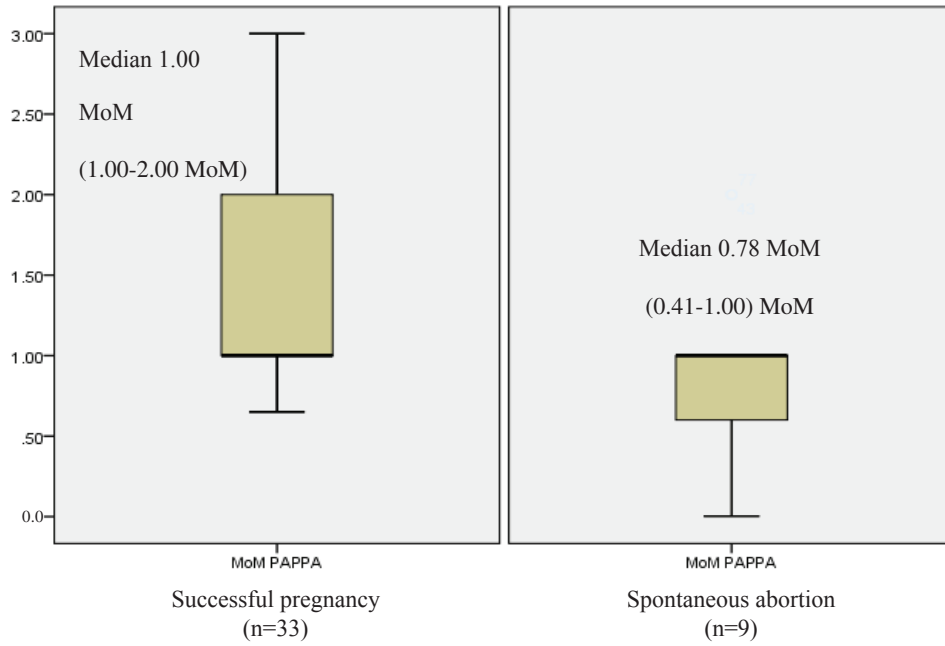 3.00
2.50
2.00
1.50
1.00
.50
0.0
Median 1.00
MoM
(1.00-2.00 MoM)
MoM PAPPA
Successful pregnancy
(n=33)
Median 0.78 MoM
(0.41-1.00) MoM
MoM PAPPA
Spontaneous abortion
(n=9)